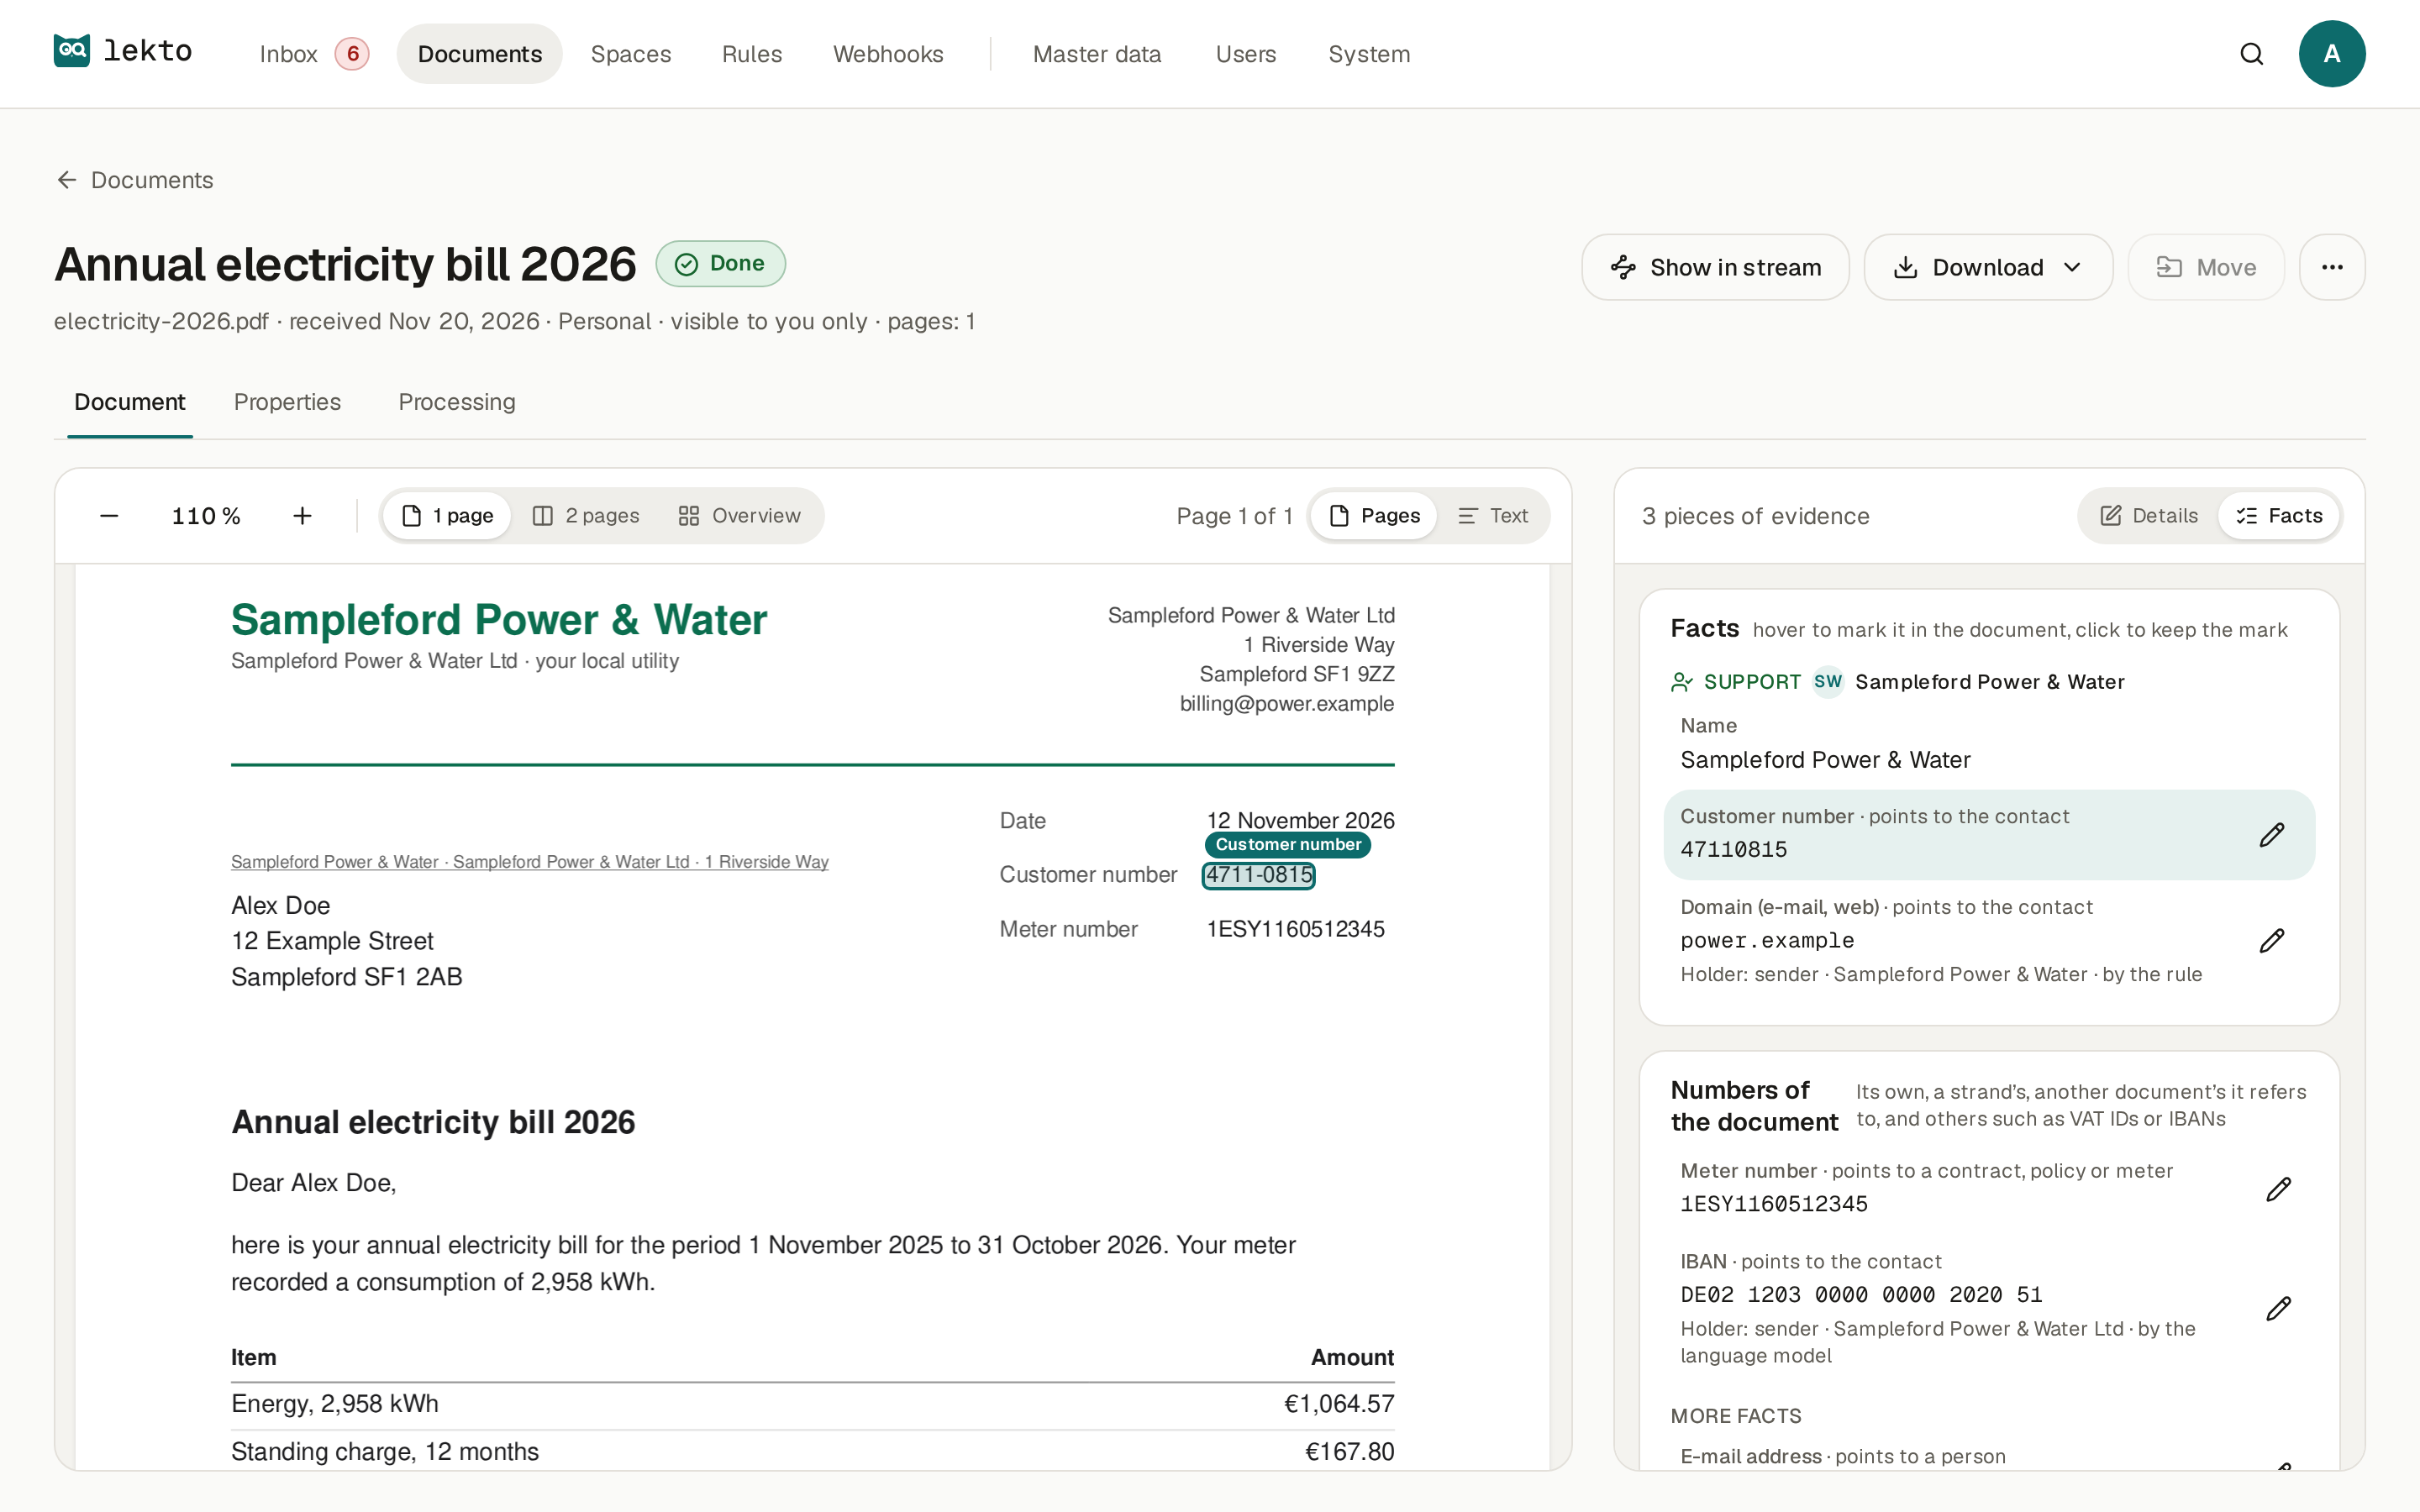 lekto
Inbox 6
Documents
Spaces
Rules
Webhooks
Master data
Users
System
A
Documents
Annual electricity bill 2026
Done
Show in stream
Download
Move
electricity-2026.pdf · received Nov 20, 2026 · Personal · visible to you only · pages: 1
Document
Properties
Processing
110 %
1 page
2 pages
Overview
Page 1 of 1
Pages
Text
Sampleford Power & Water
Sampleford Power & Water Ltd · your local utility
Sampleford Power & Water Ltd
1 Riverside Way
Sampleford SF1 9ZZ
billing@power.example
Date 12 November 2026
Customer number
Customer number 4711-0815
Meter number 1ESY1160512345
Sampleford Power & Water · Sampleford Power & Water Ltd · 1 Riverside Way
Alex Doe
12 Example Street
Sampleford SF1 2AB
Annual electricity bill 2026
Dear Alex Doe,
here is your annual electricity bill for the period 1 November 2025 to 31 October 2026. Your meter
recorded a consumption of 2,958 kWh.
Item Amount
Energy, 2,958 kWh €1,064.57
Standing charge, 12 months €167.80
3 pieces of evidence
Details
Facts
Facts hover to mark it in the document, click to keep the mark
SUPPORT SW Sampleford Power & Water
Name
Sampleford Power & Water
Customer number · points to the contact
47110815
Domain (e-mail, web) · points to the contact
power.example
Holder: sender · Sampleford Power & Water · by the rule
Numbers of
the document
Its own, a strand’s, another document’s it refers
to, and others such as VAT IDs or IBANs
Meter number · points to a contract, policy or meter
1ESY1160512345
IBAN · points to the contact
DE02 1203 0000 0000 2020 51
Holder: sender · Sampleford Power & Water Ltd · by the
language model
MORE FACTS
E-mail address · points to a person